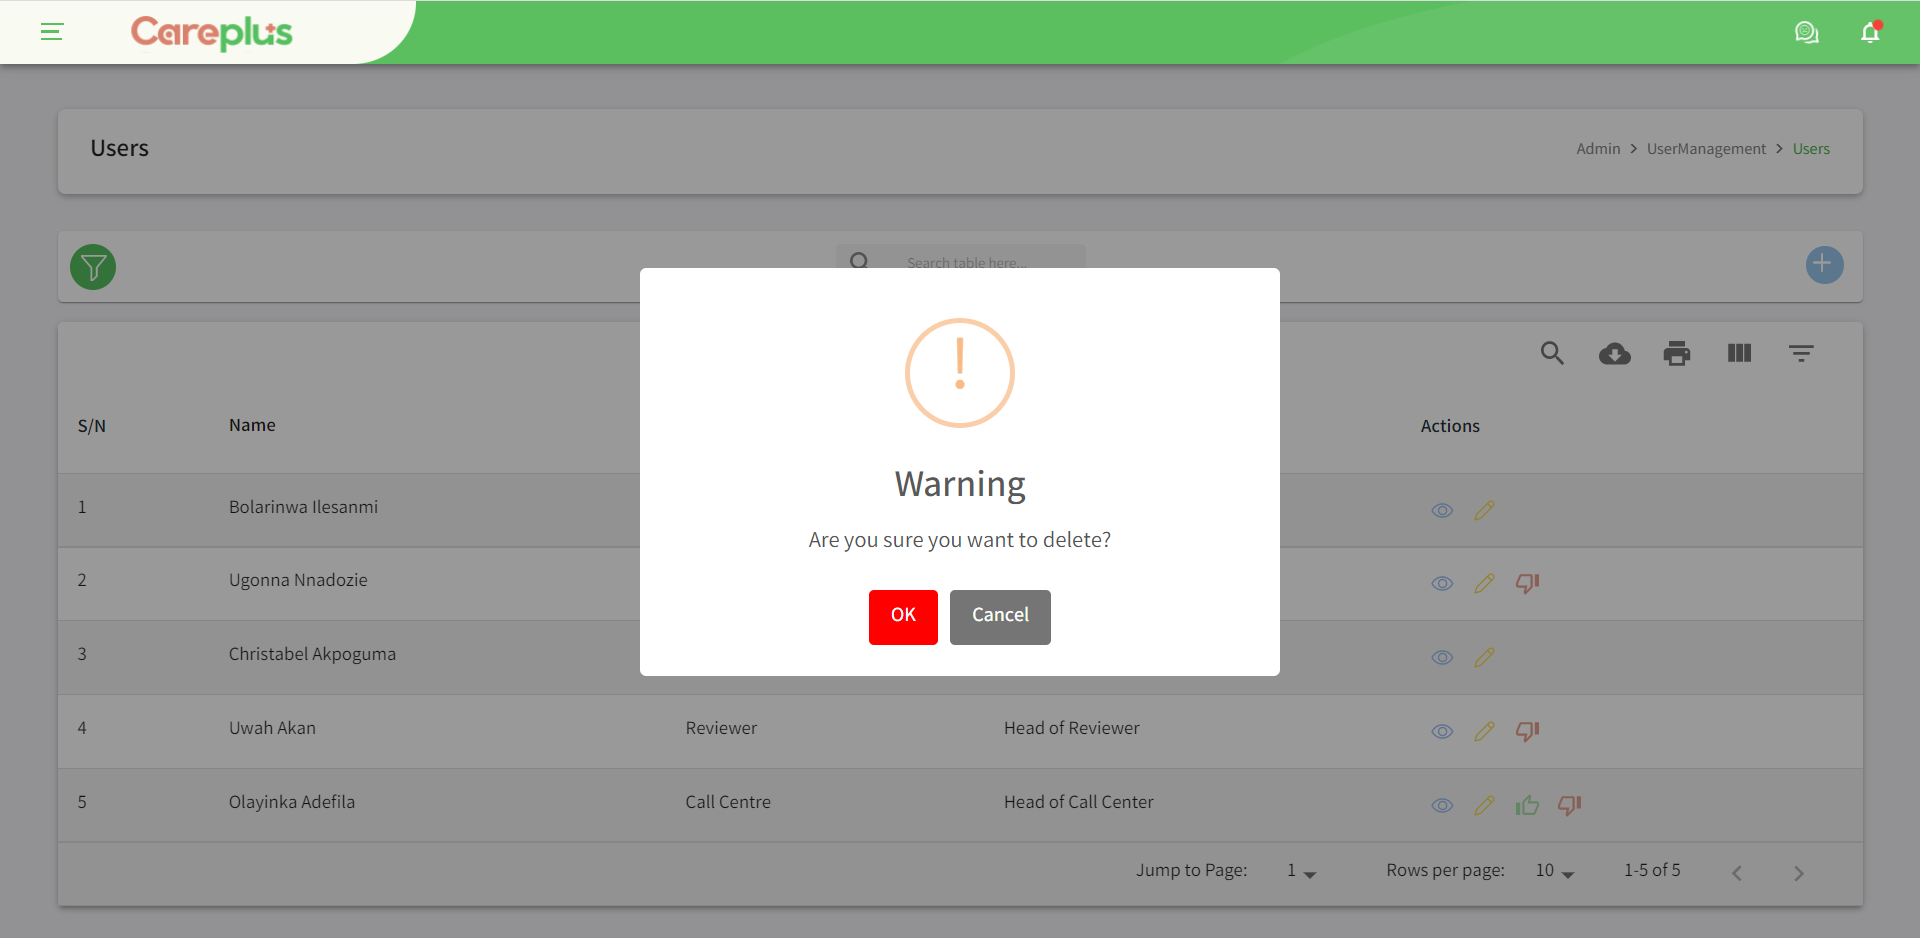 Careplus
Users
Admin > UserManagement > Users
Search table here...
S/N Name Actions
1 Bolarinwa Ilesanmi
2 Ugonna Nnadozie
3 Christabel Akpoguma
4 Uwah Akan Reviewer Head of Reviewer
5 Olayinka Adefila Call Centre Head of Call Center
Jump to Page: 1 Rows per page: 10 1-5 of 5
!
Warning
Are you sure you want to delete?
OK Cancel